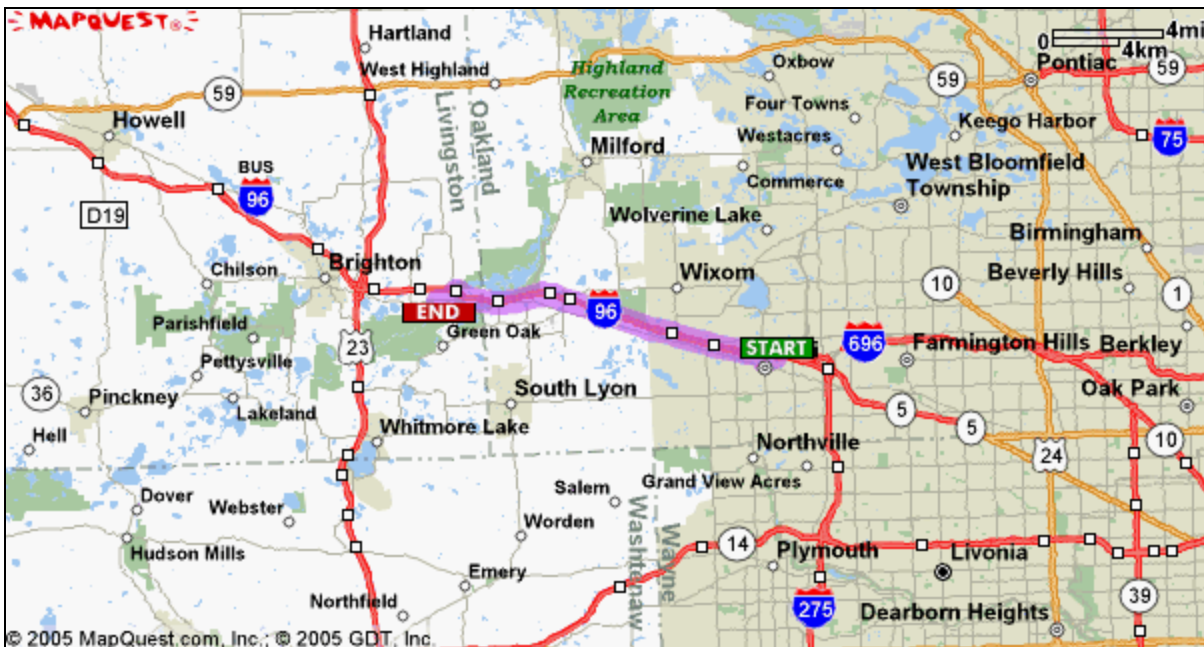 MAPQUEST®
0 4mi
4km
Hartland
West Highland
Highland
Recreation
Area
Oxbow
Pontiac
59
59
59
Four Towns
Keego Harbor
Howell
Westacres
75
Milford
West Bloomfield
Township
BUS
96
Oakland
Livingston
Commerce
D19
Wolverine Lake
Birmingham
Chilson
Brighton
Wixom
Beverly Hills
10
1
END
96
Parishfield
Green Oak
START
696
Farmington Hills
Berkley
23
Pettysville
36
Pinckney
Lakeland
South Lyon
Oak Park
5
5
10
Hell
Whitmore Lake
Northville
24
Grand View Acres
Dover
Webster
Salem
Worden
Washtenaw
Wayne
14
Plymouth
Livonia
Hudson Mills
Emery
Northfield
275
Dearborn Heights
39
© 2005 MapQuest.com, Inc.; © 2005 GDT, Inc.